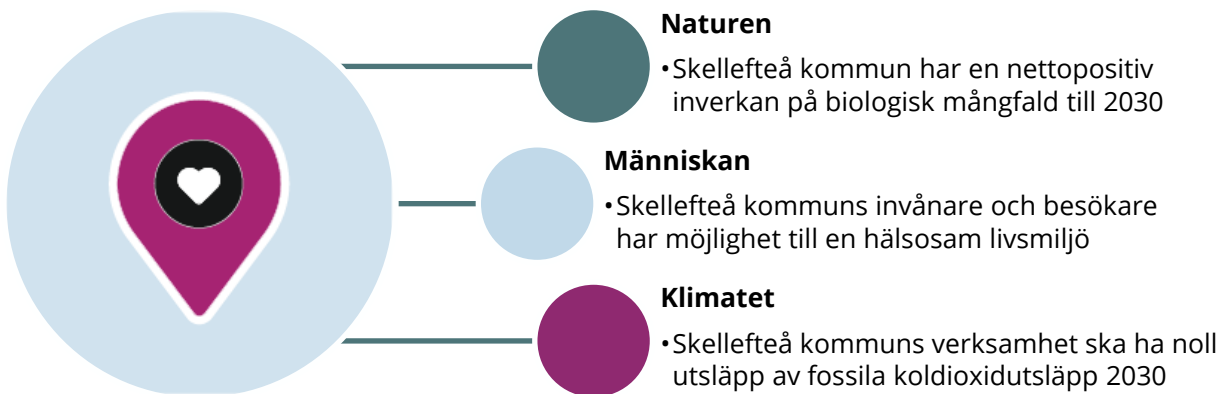 Naturen
•Skellefteå kommun har en nettopositiv
inverkan på biologisk mångfald till 2030
Människan
•Skellefteå kommuns invånare och besökare
har möjlighet till en hälsosam livsmiljö
Klimatet
•Skellefteå kommuns verksamhet ska ha noll
utsläpp av fossila koldioxidutsläpp 2030